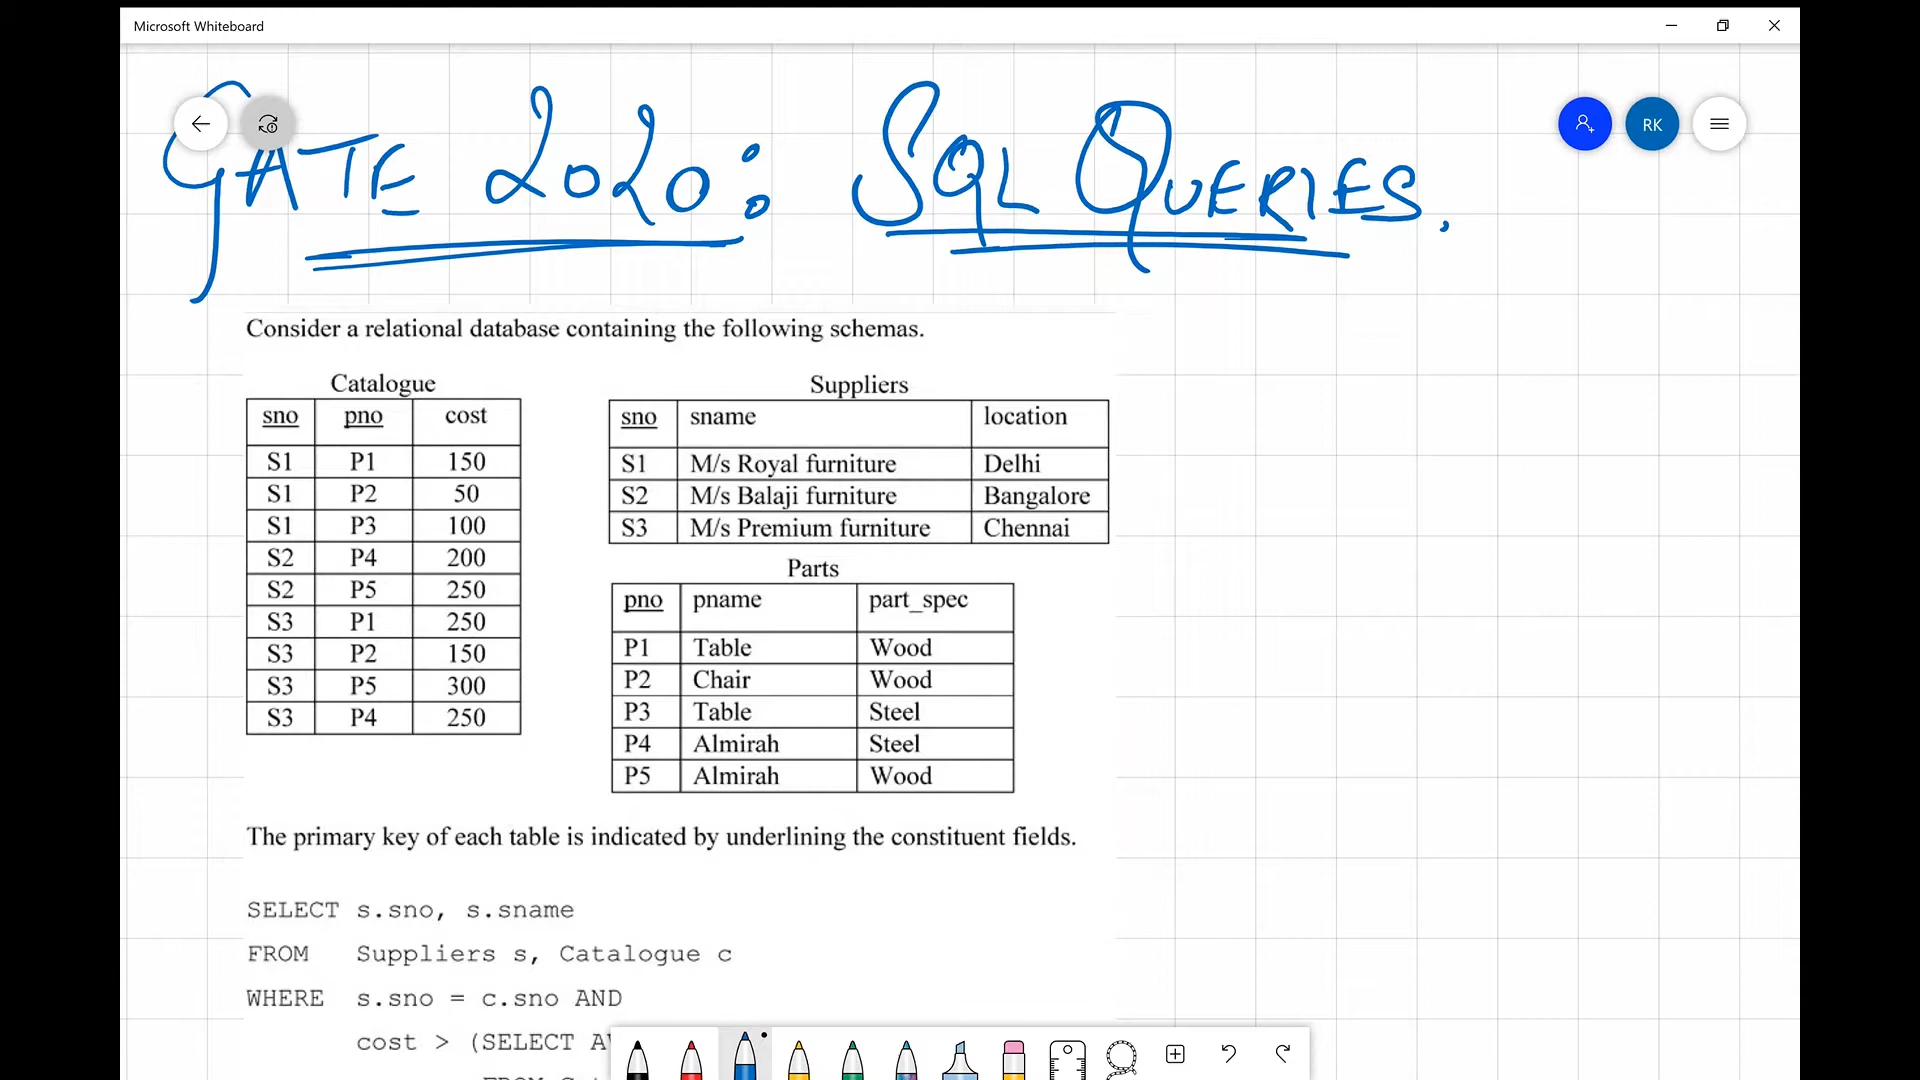 Microsoft Whiteboard
GATE 2020: SQL QUERIES.
RK
Consider a relational database containing the following schemas.
Catalogue
sno pno cost
S1 P1 150
S1 P2 50
S1 P3 100
S2 P4 200
S2 P5 250
S3 P1 250
S3 P2 150
S3 P5 300
S3 P4 250
Suppliers
sno sname location
S1 M/s Royal furniture Delhi
S2 M/s Balaji furniture Bangalore
S3 M/s Premium furniture Chennai
Parts
pno pname part_spec
P1 Table Wood
P2 Chair Wood
P3 Table Steel
P4 Almirah Steel
P5 Almirah Wood
The primary key of each table is indicated by underlining the constituent fields.
SELECT s.sno, s.sname
FROM Suppliers s, Catalogue c
WHERE s.sno = c.sno AND
cost > (SELECT